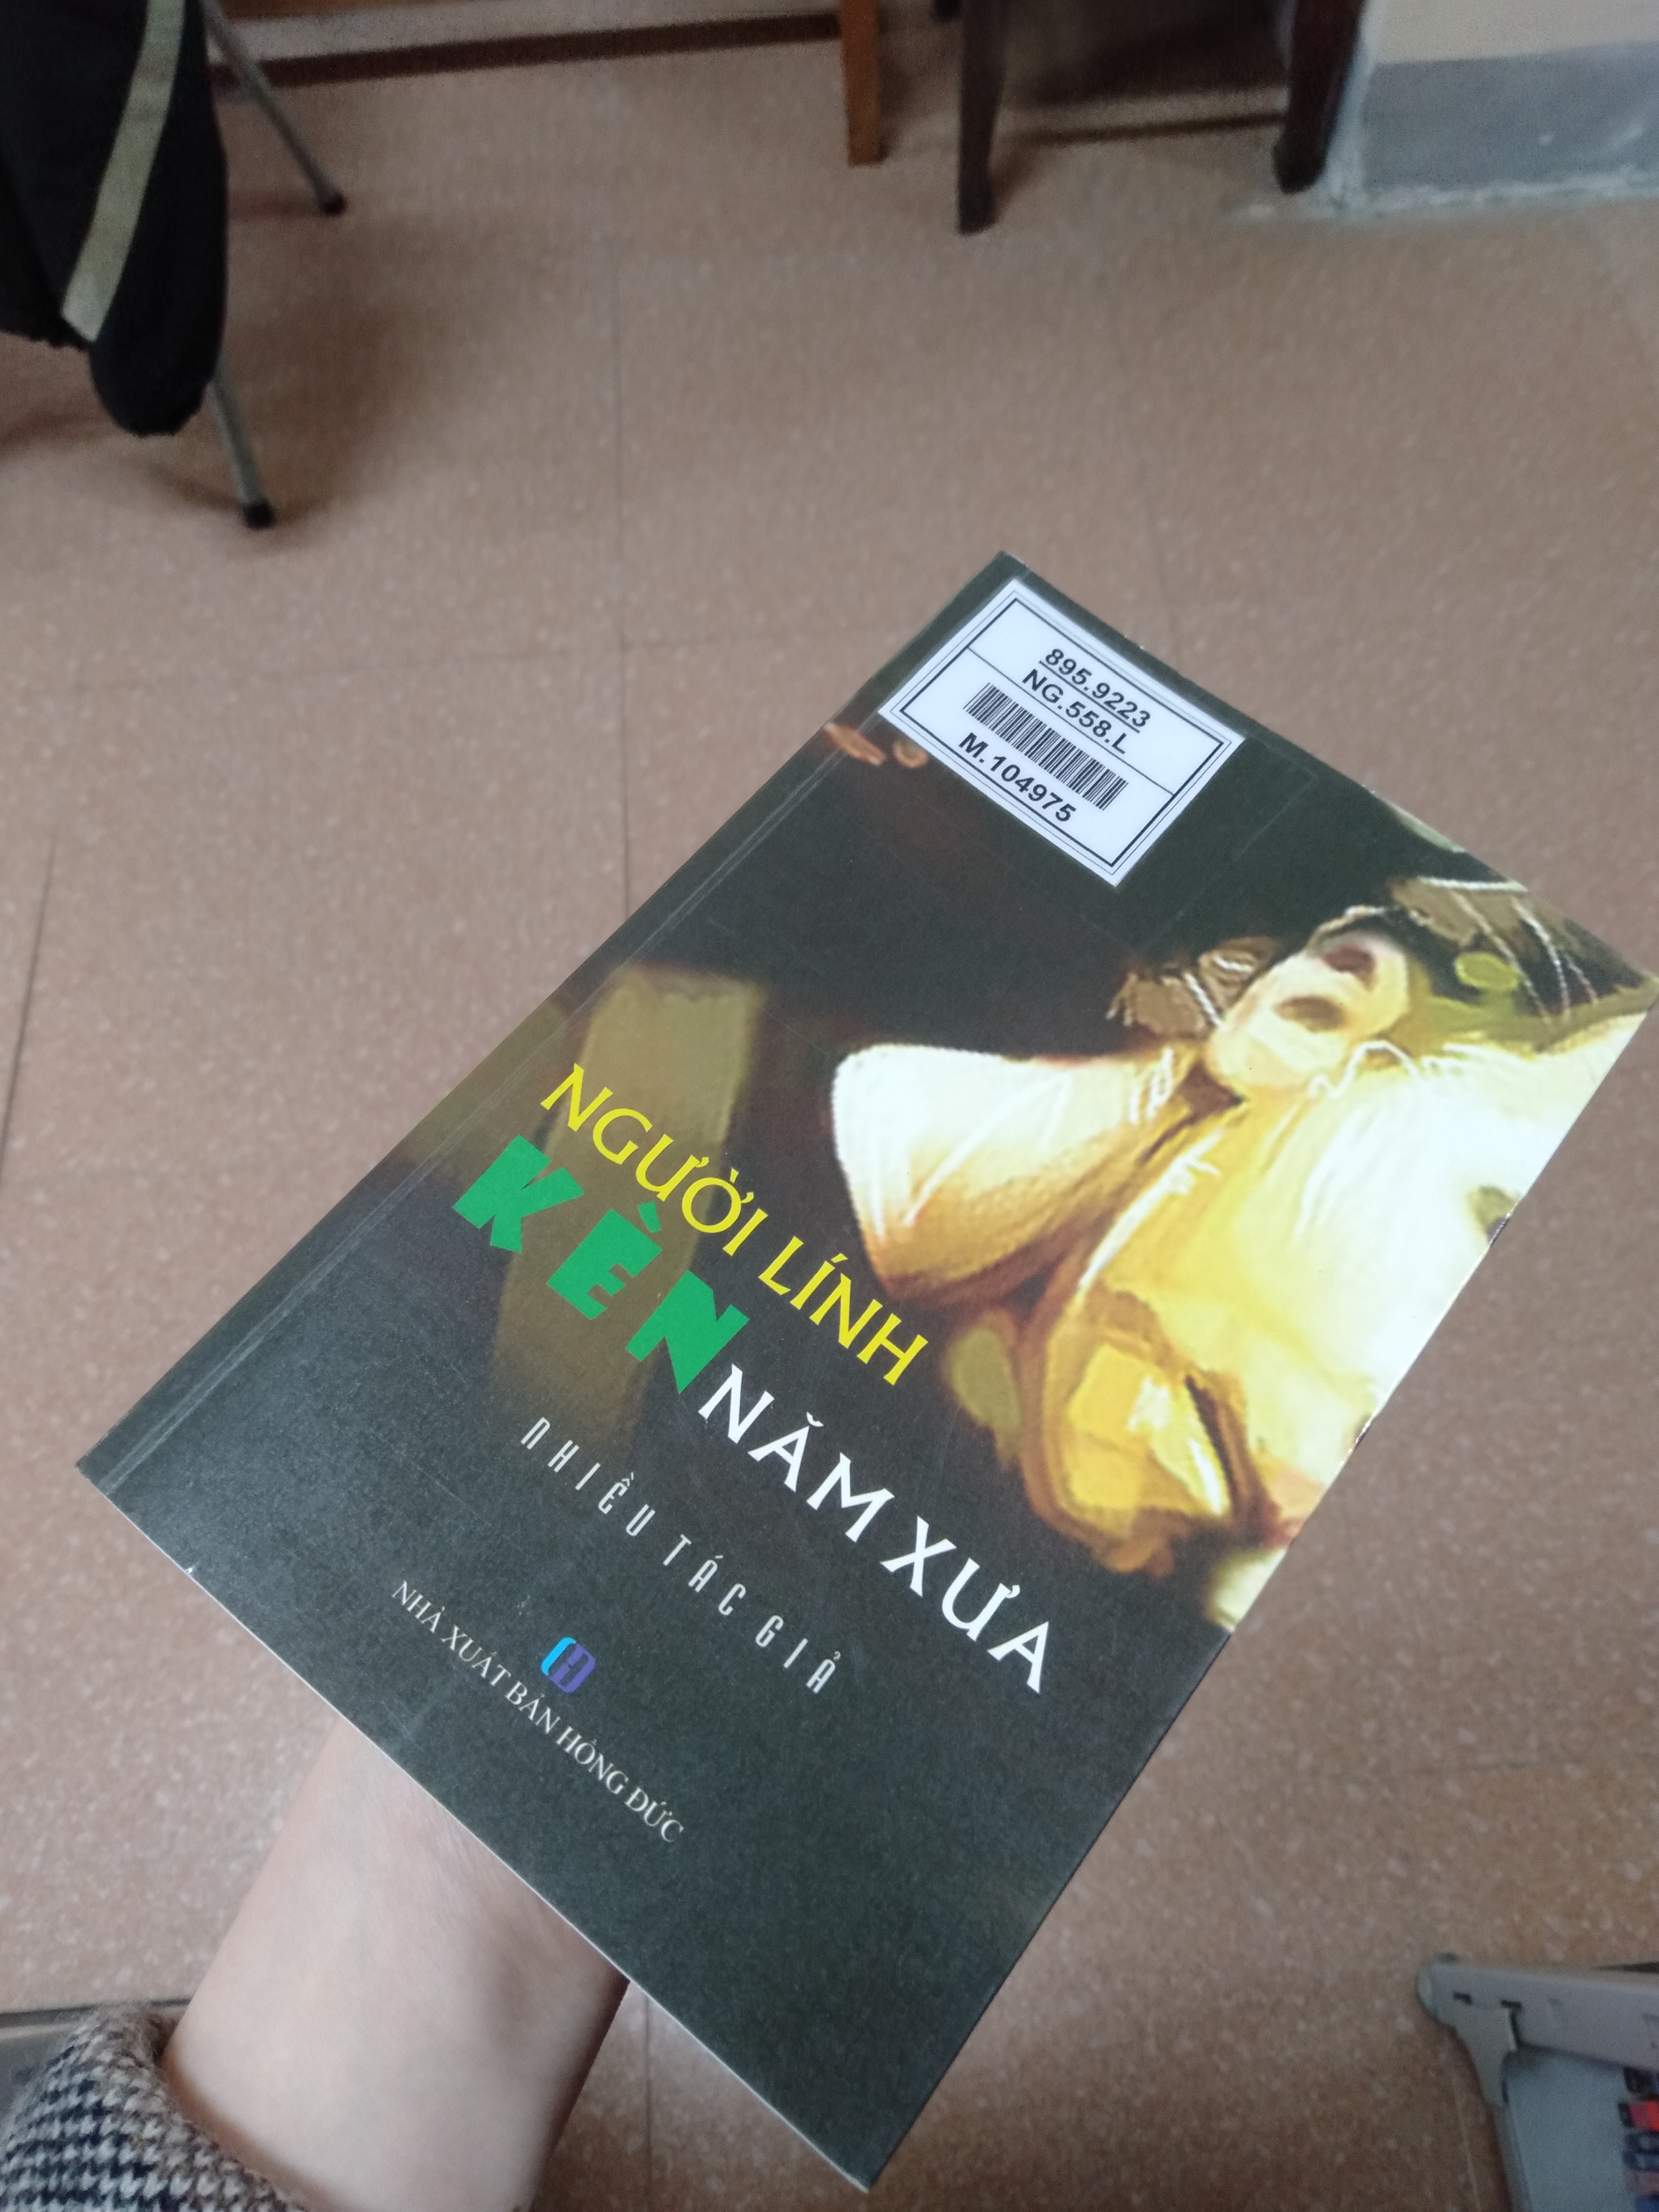 895.9223
NG.558.L
M.104975
NGƯỜI LÍNH
KÈN NĂM XƯA
NHIỀU TÁC GIẢ
NHÀ XUẤT BẢN HỒNG ĐỨC